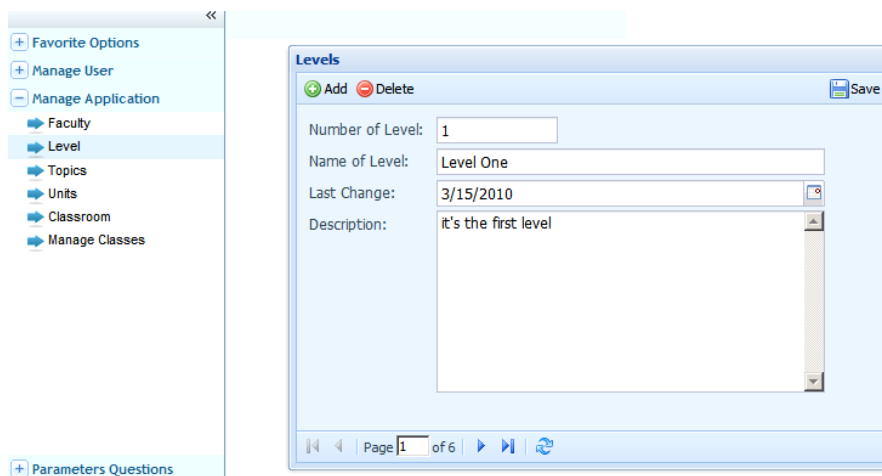 «
Favorite Options
Manage User
Manage Application
Faculty
Level
Topics
Units
Classroom
Manage Classes
Parameters Questions
Levels
Add Delete Save
Number of Level: 1
Name of Level: Level One
Last Change: 3/15/2010
Description: it's the first level
Page 1 of 6